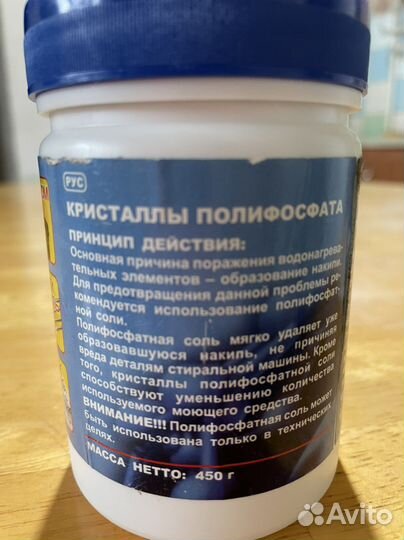 РУС
КРИСТАЛЛЫ ПОЛИФОСФАТА
ПРИНЦИП ДЕЙСТВИЯ:
Основная причина поражения водонагрева-
тельных элементов – образование накипи.
Для предотвращения данной проблемы ре-
комендуется использование полифосфат-
ной соли.
Полифосфатная соль мягко удаляет уже
образовавшуюся накиль, не причиняя
вреда деталям стиральной машины. Кроме
того, кристаллы полифосфатной соли
способствуют уменьшению количества
используемого моющего средства.
ВНИМАНИЕ!!! Полифосфатная соль может
быть использована только в технических
целях.
МАССА НЕТТО: 450 г
Avito